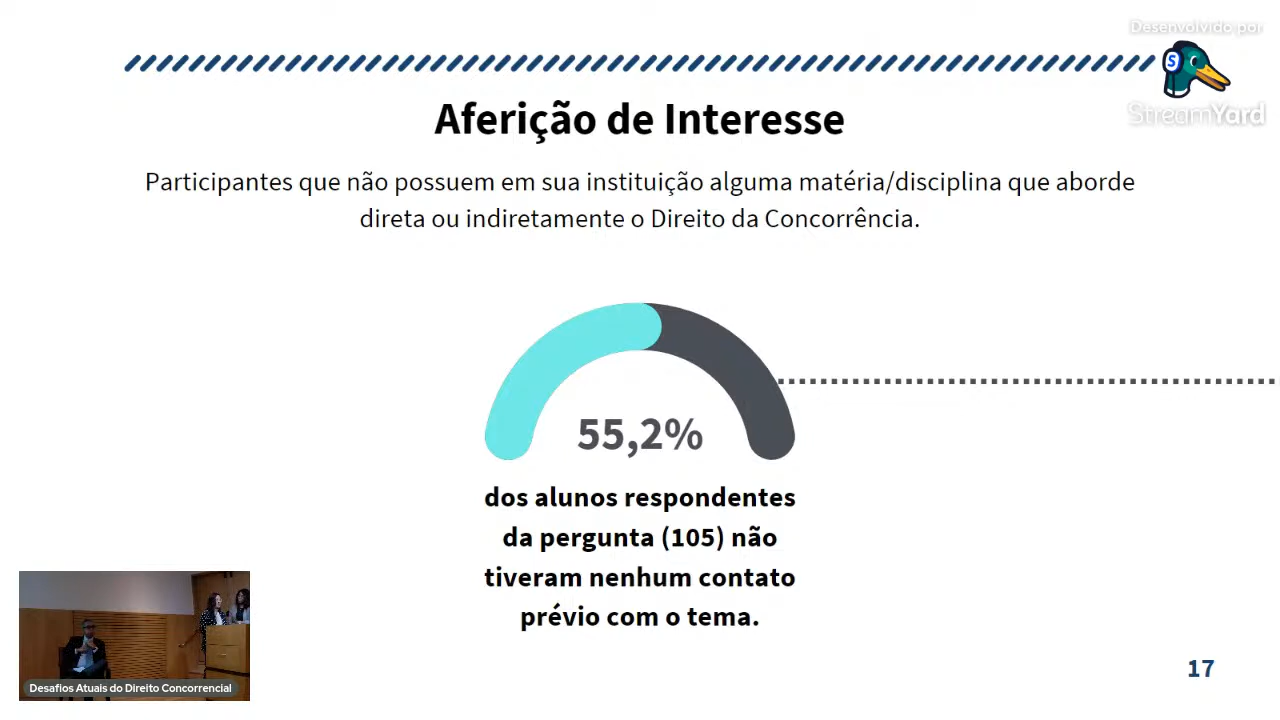 Desenvolvido por
StreamYard
Aferição de Interesse
Participantes que não possuem em sua instituição alguma matéria/disciplina que aborde
direta ou indiretamente o Direito da Concorrência.
55,2%
dos alunos respondentes
da pergunta (105) não
tiveram nenhum contato
prévio com o tema.
Desafios Atuais do Direito Concorrencial
17